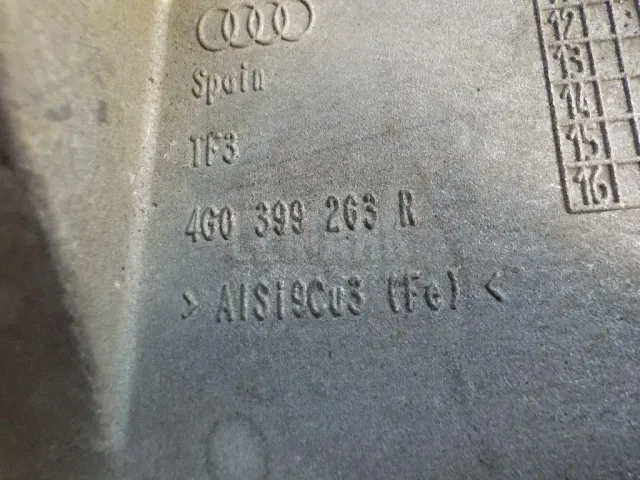 Spain
TF3
4G0 399 263 R
> AlSi9Cu3 (Fe) <
12
13
14
15
16